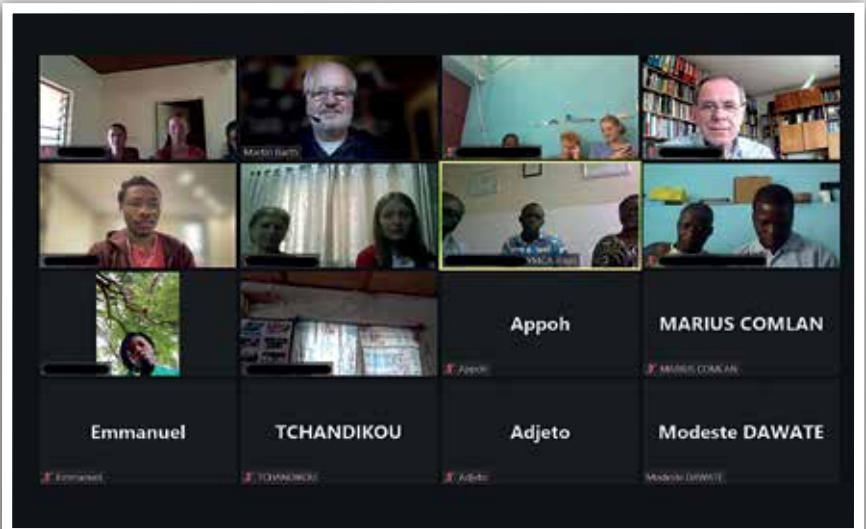 Martin Barth
YMCA
Appoh
MARIUS COMLAN
Appoh
MARIUS COMLAN
Emmanuel
TCHANDIKOU
Adjeto
Modeste DAWATE
Emmanuel
TCHANDIKOU
Adjeto
Modeste DAWATE